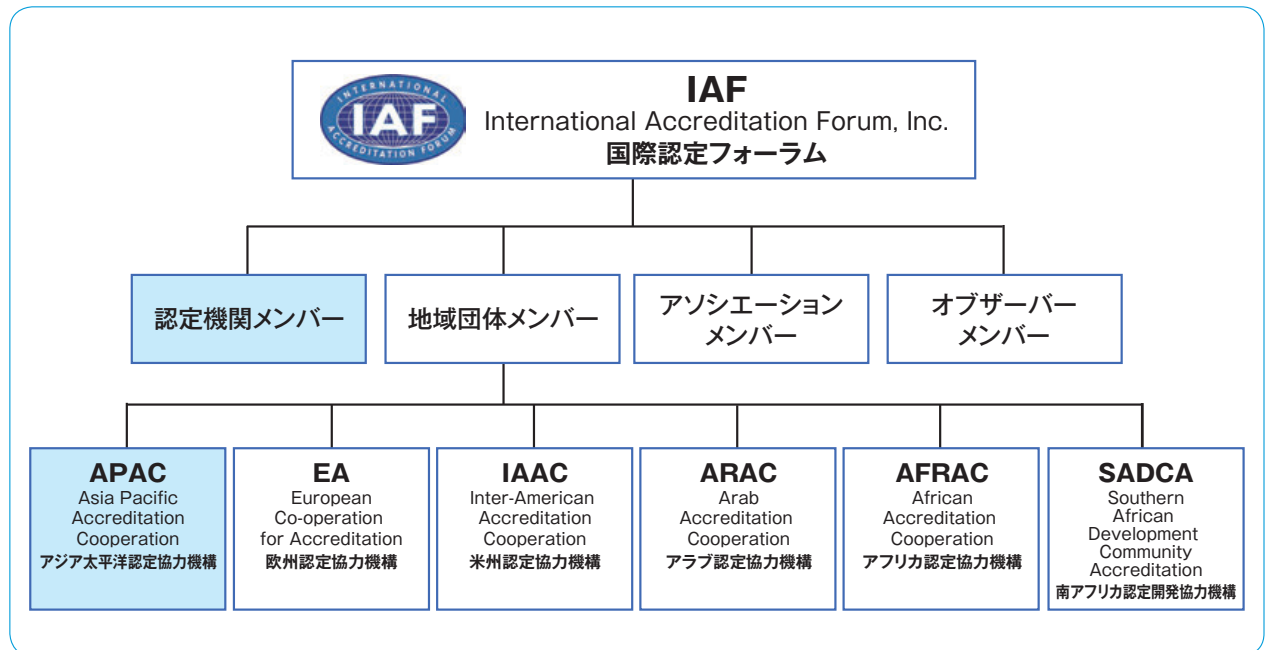 INTERNATIONAL
IAF
ACCREDITATION FORUM
IAF
International Accreditation Forum, Inc.
国際認定フォーラム
認定機関メンバー
地域団体メンバー
アソシエーション
メンバー
オブザーバー
メンバー
APAC
Asia Pacific
Accreditation
Cooperation
アジア太平洋認定協力機構
EA
European
Co-operation
for Accreditation
欧州認定協力機構
IAAC
Inter-American
Accreditation
Cooperation
米州認定協力機構
ARAC
Arab
Accreditation
Cooperation
アラブ認定協力機構
AFRAC
African
Accreditation
Cooperation
アフリカ認定協力機構
SADCA
Southern
African
Development
Community
Accreditation
南アフリカ認定開発協力機構